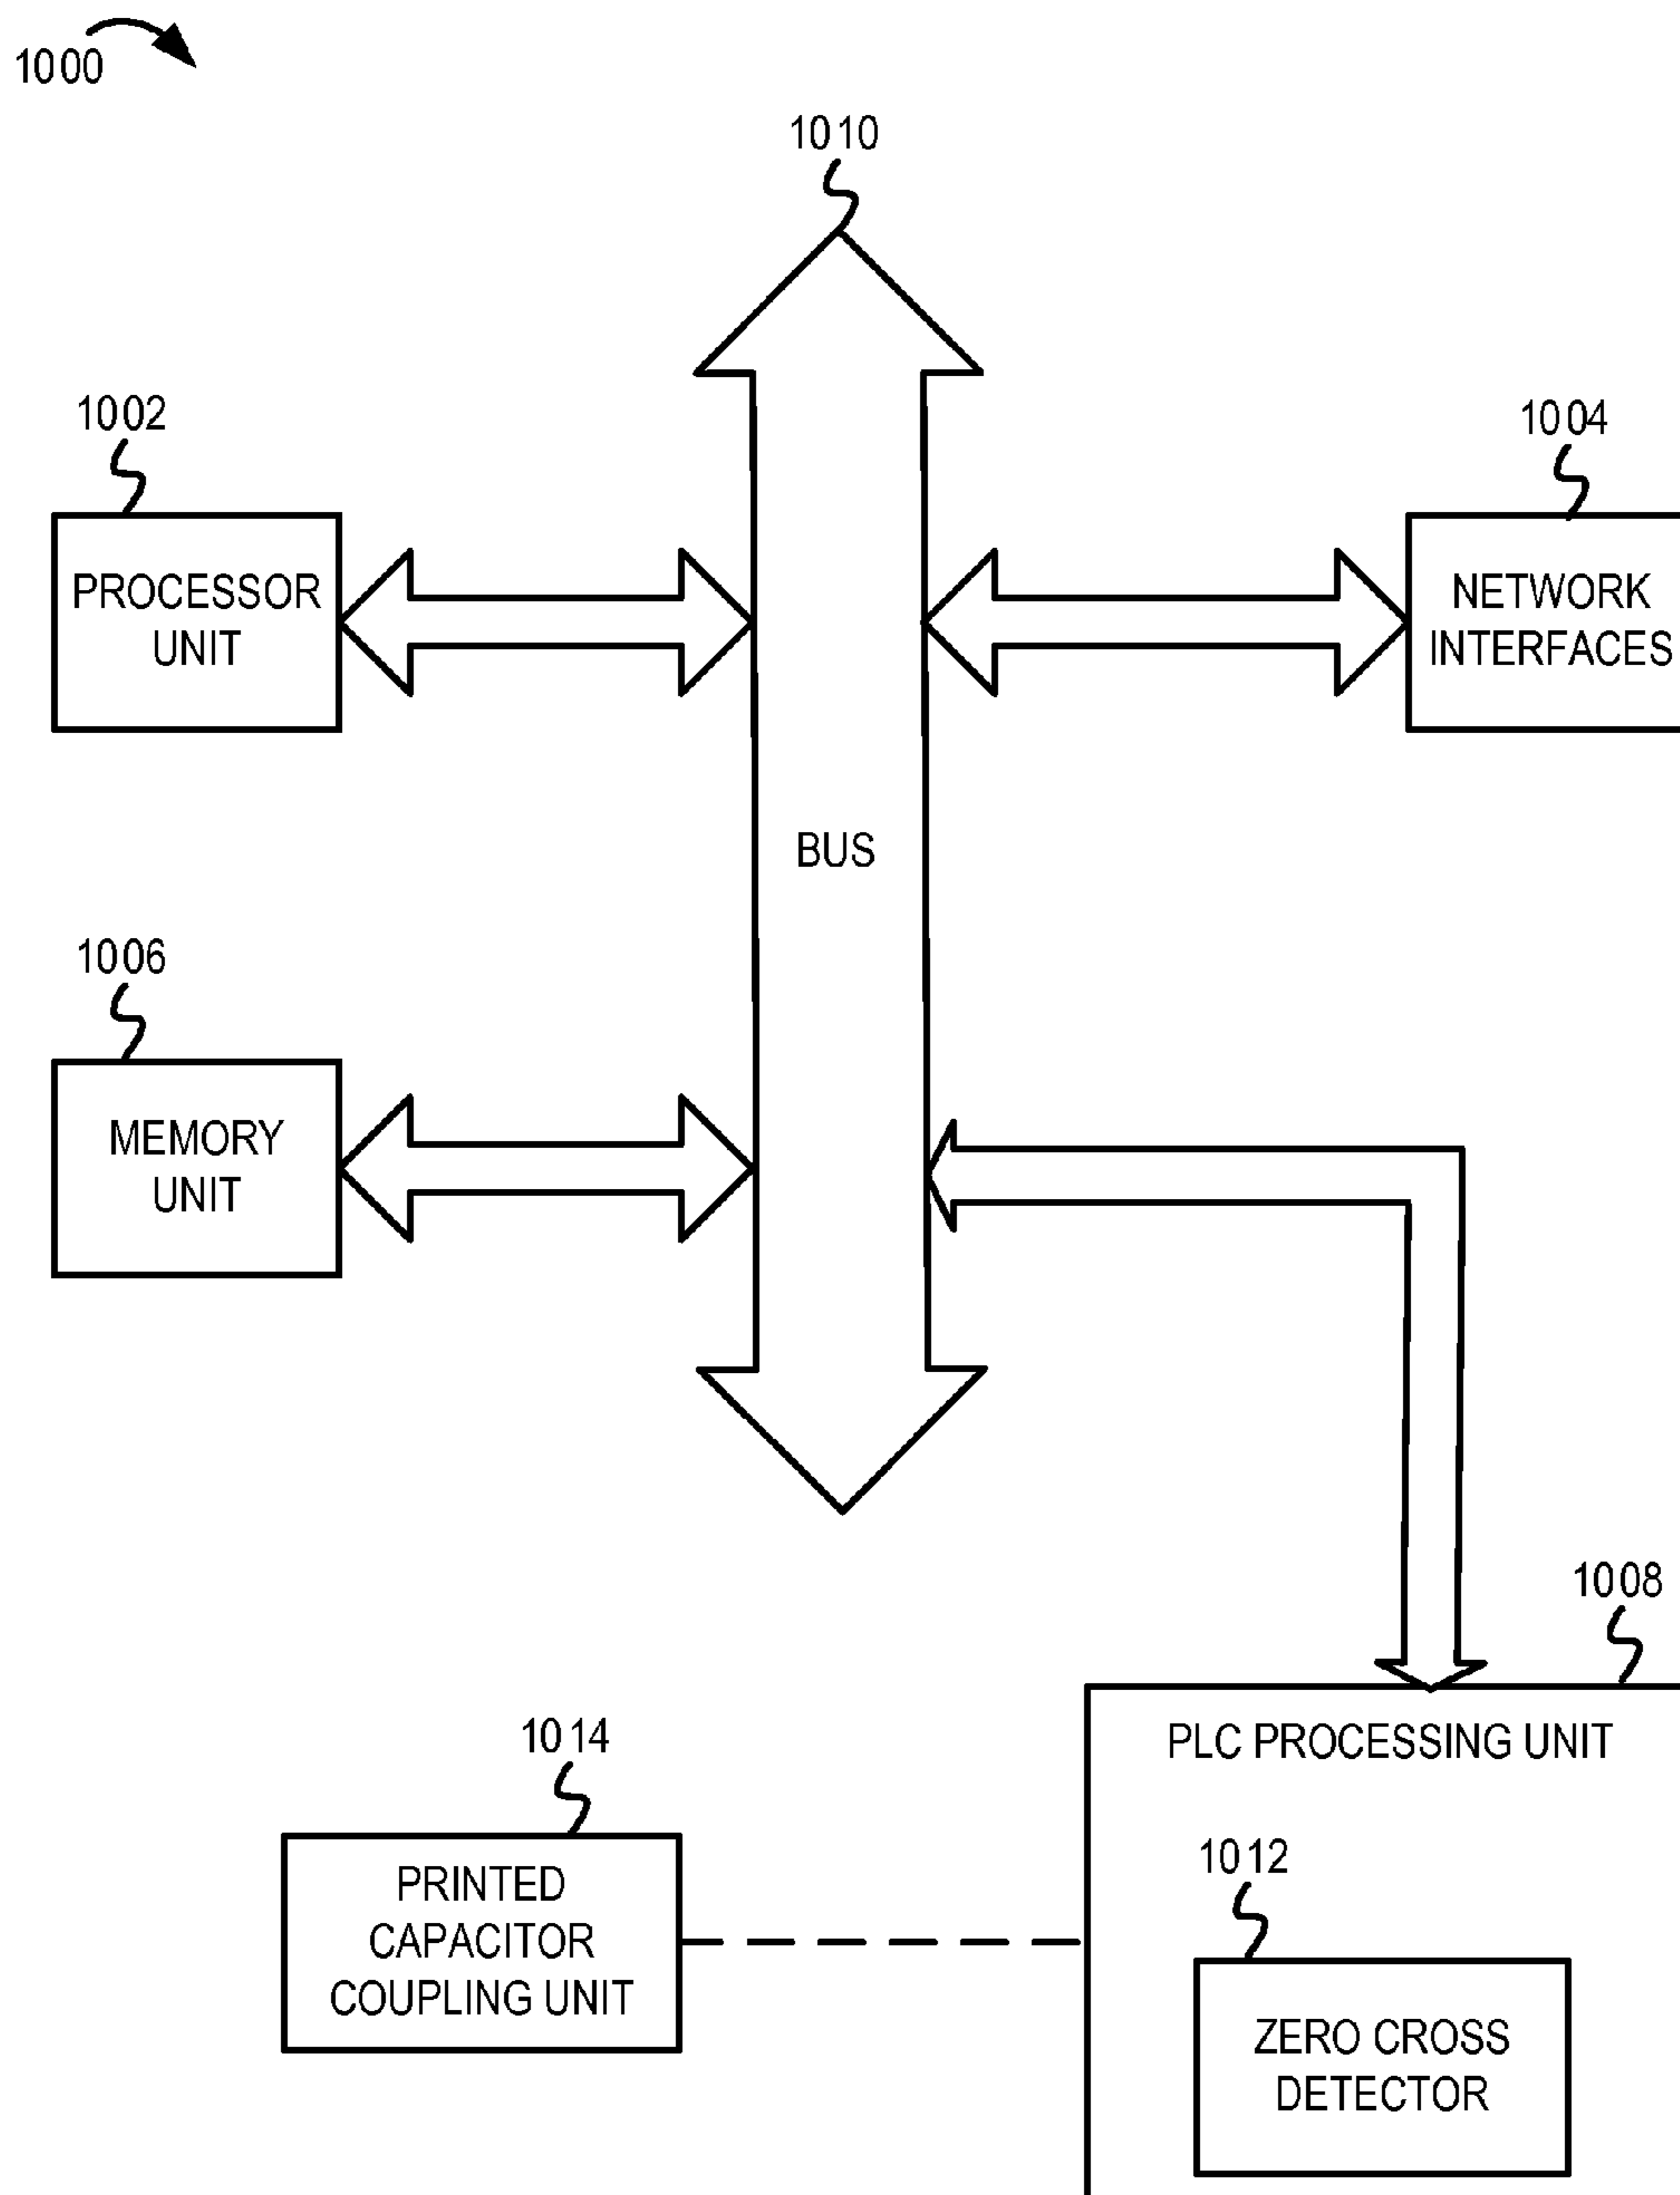 1000
1010
1002
1004
PROCESSOR
UNIT
NETWORK
INTERFACES
BUS
1006
MEMORY
UNIT
1008
PLC PROCESSING UNIT
1014
PRINTED
CAPACITOR
COUPLING UNIT
1012
ZERO CROSS
DETECTOR